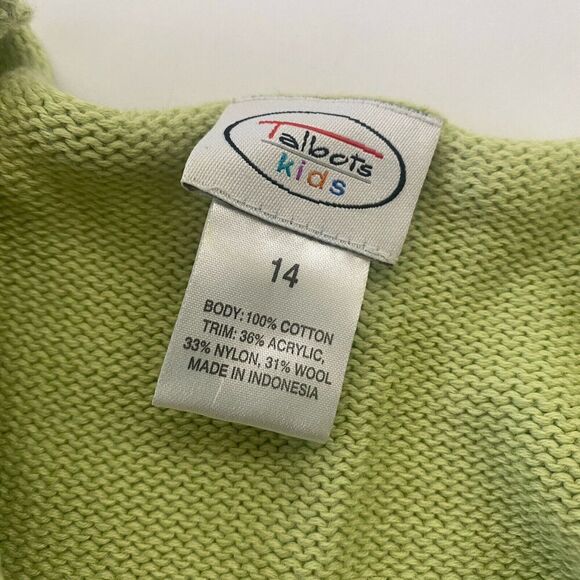 Talbots
kids
14
BODY: 100% COTTON
TRIM: 36% ACRYLIC,
33% NYLON, 31% WOOL
MADE IN INDONESIA